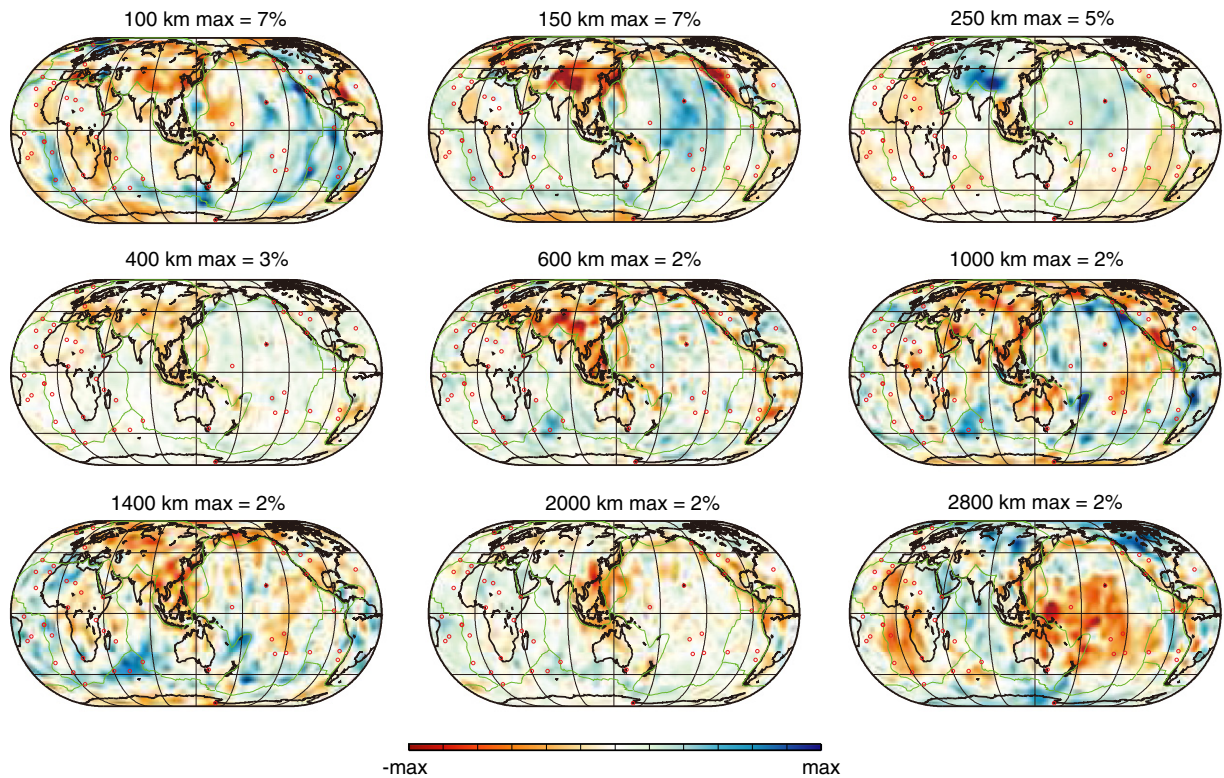 100 km max = 7%
150 km max = 7%
250 km max = 5%
400 km max = 3%
600 km max = 2%
1000 km max = 2%
1400 km max = 2%
2000 km max = 2%
2800 km max = 2%
-max
max